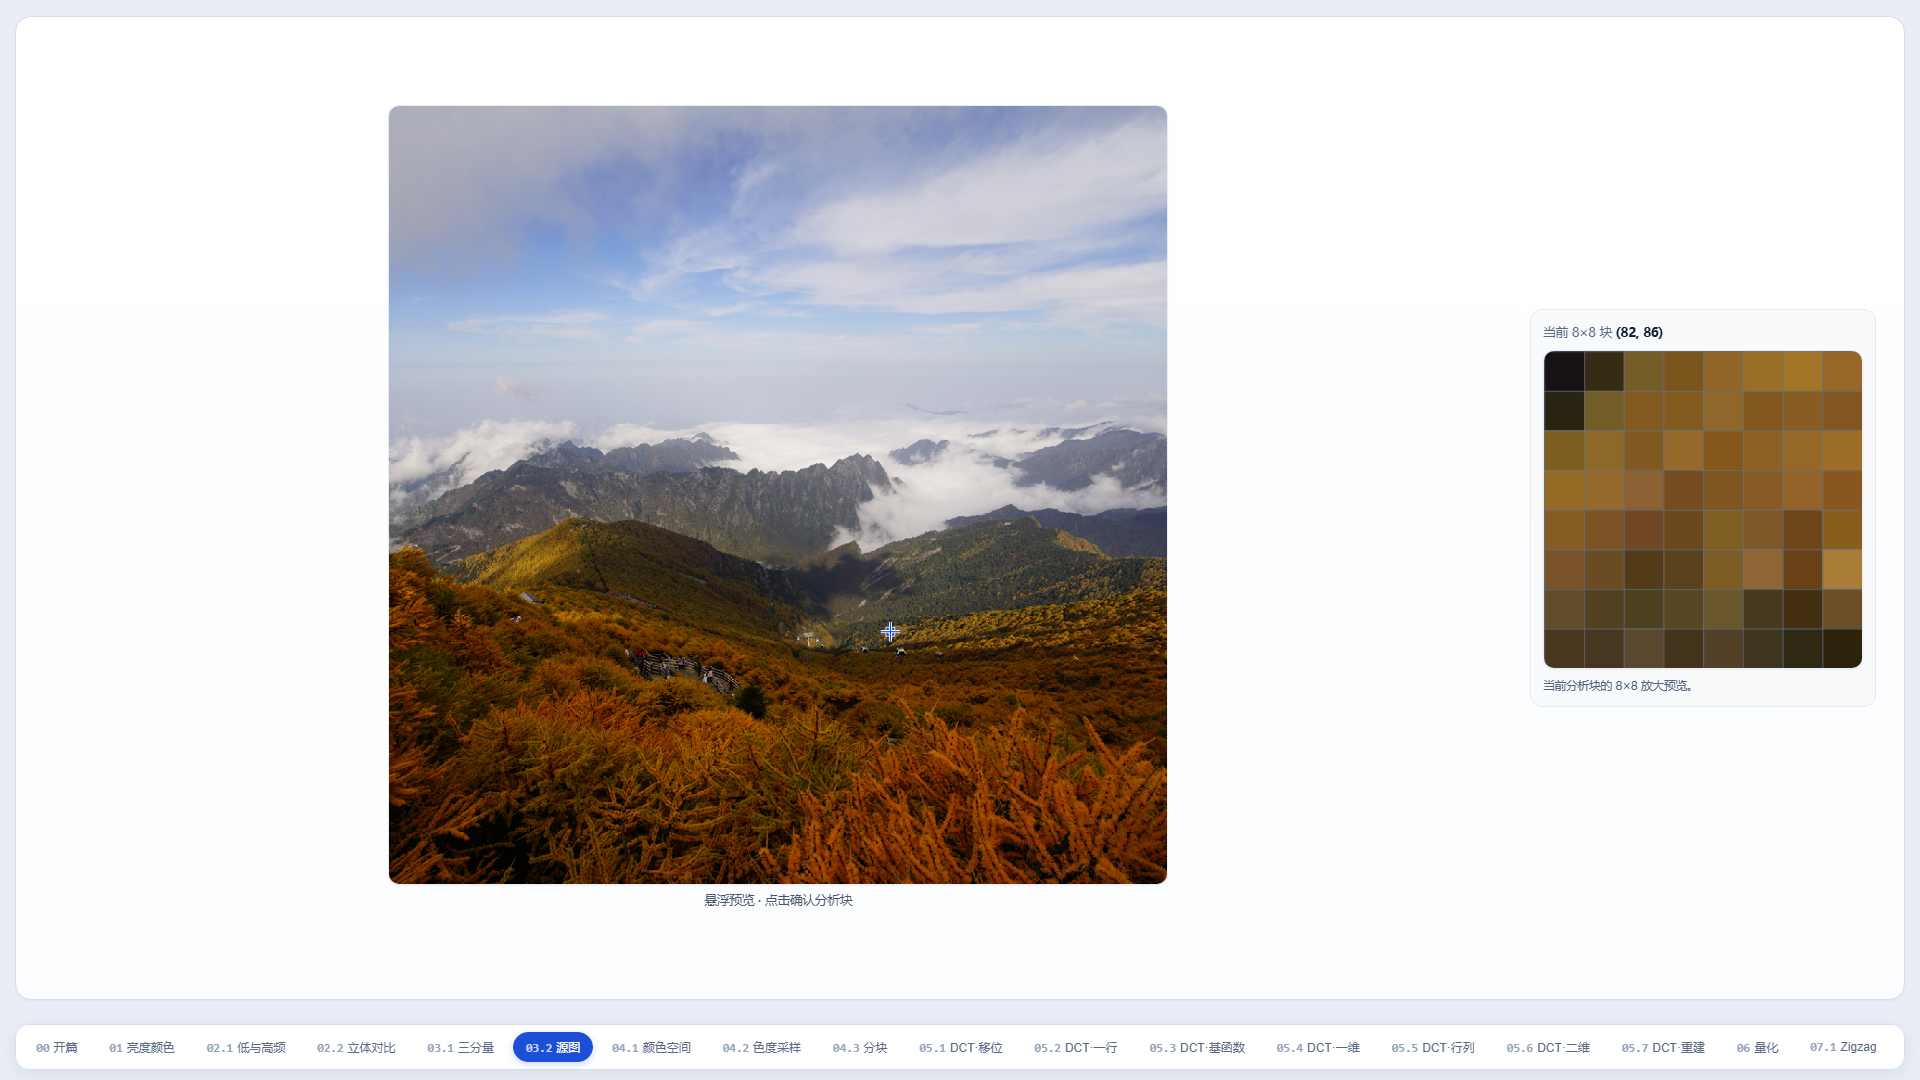 当前 8×8 块 (82, 86)
当前分析块的 8×8 放大预览。
悬浮预览 · 点击确认分析块
00 开篇
01 亮度颜色
02.1 低与高频
02.2 立体对比
03.1 三分量
03.2 源图
04.1 颜色空间
04.2 色度采样
04.3 分块
05.1 DCT·移位
05.2 DCT·一行
05.3 DCT·基函数
05.4 DCT·一维
05.5 DCT·行列
05.6 DCT·二维
05.7 DCT·重建
06 量化
07.1 Zigzag